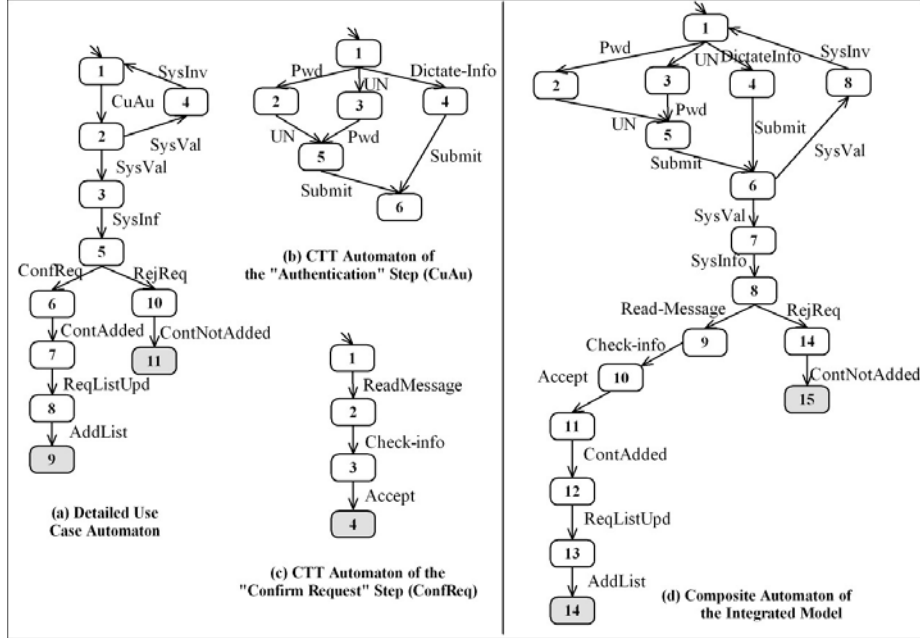 1
CuAu
SysInv
4
2
SysVal
SysVal
3
SysInf
5
ConfReq
RejReq
6
10
ContAdded
ContNotAdded
7
11
ReqListUpd
8
AddList
9
(a) Detailed Use
Case Automaton
1
Pwd
UN
Dictate-Info
2
3
4
UN
Pwd
5
Submit
Submit
6
(b) CTT Automaton of
the "Authentication" Step (CuAu)
1
ReadMessage
2
Check-info
3
Accept
4
(c) CTT Automaton of the
"Confirm Request" Step (ConfReq)
1
Pwd
UN
DictateInfo
SysInv
2
3
4
8
UN
Pwd
5
Submit
Submit
SysVal
6
SysVal
7
SysInfo
8
Read-Message
RejReq
9
14
Check-info
10
ContNotAdded
Accept
15
11
ContAdded
12
ReqListUpd
13
AddList
14
(d) Composite Automaton of
the Integrated Model